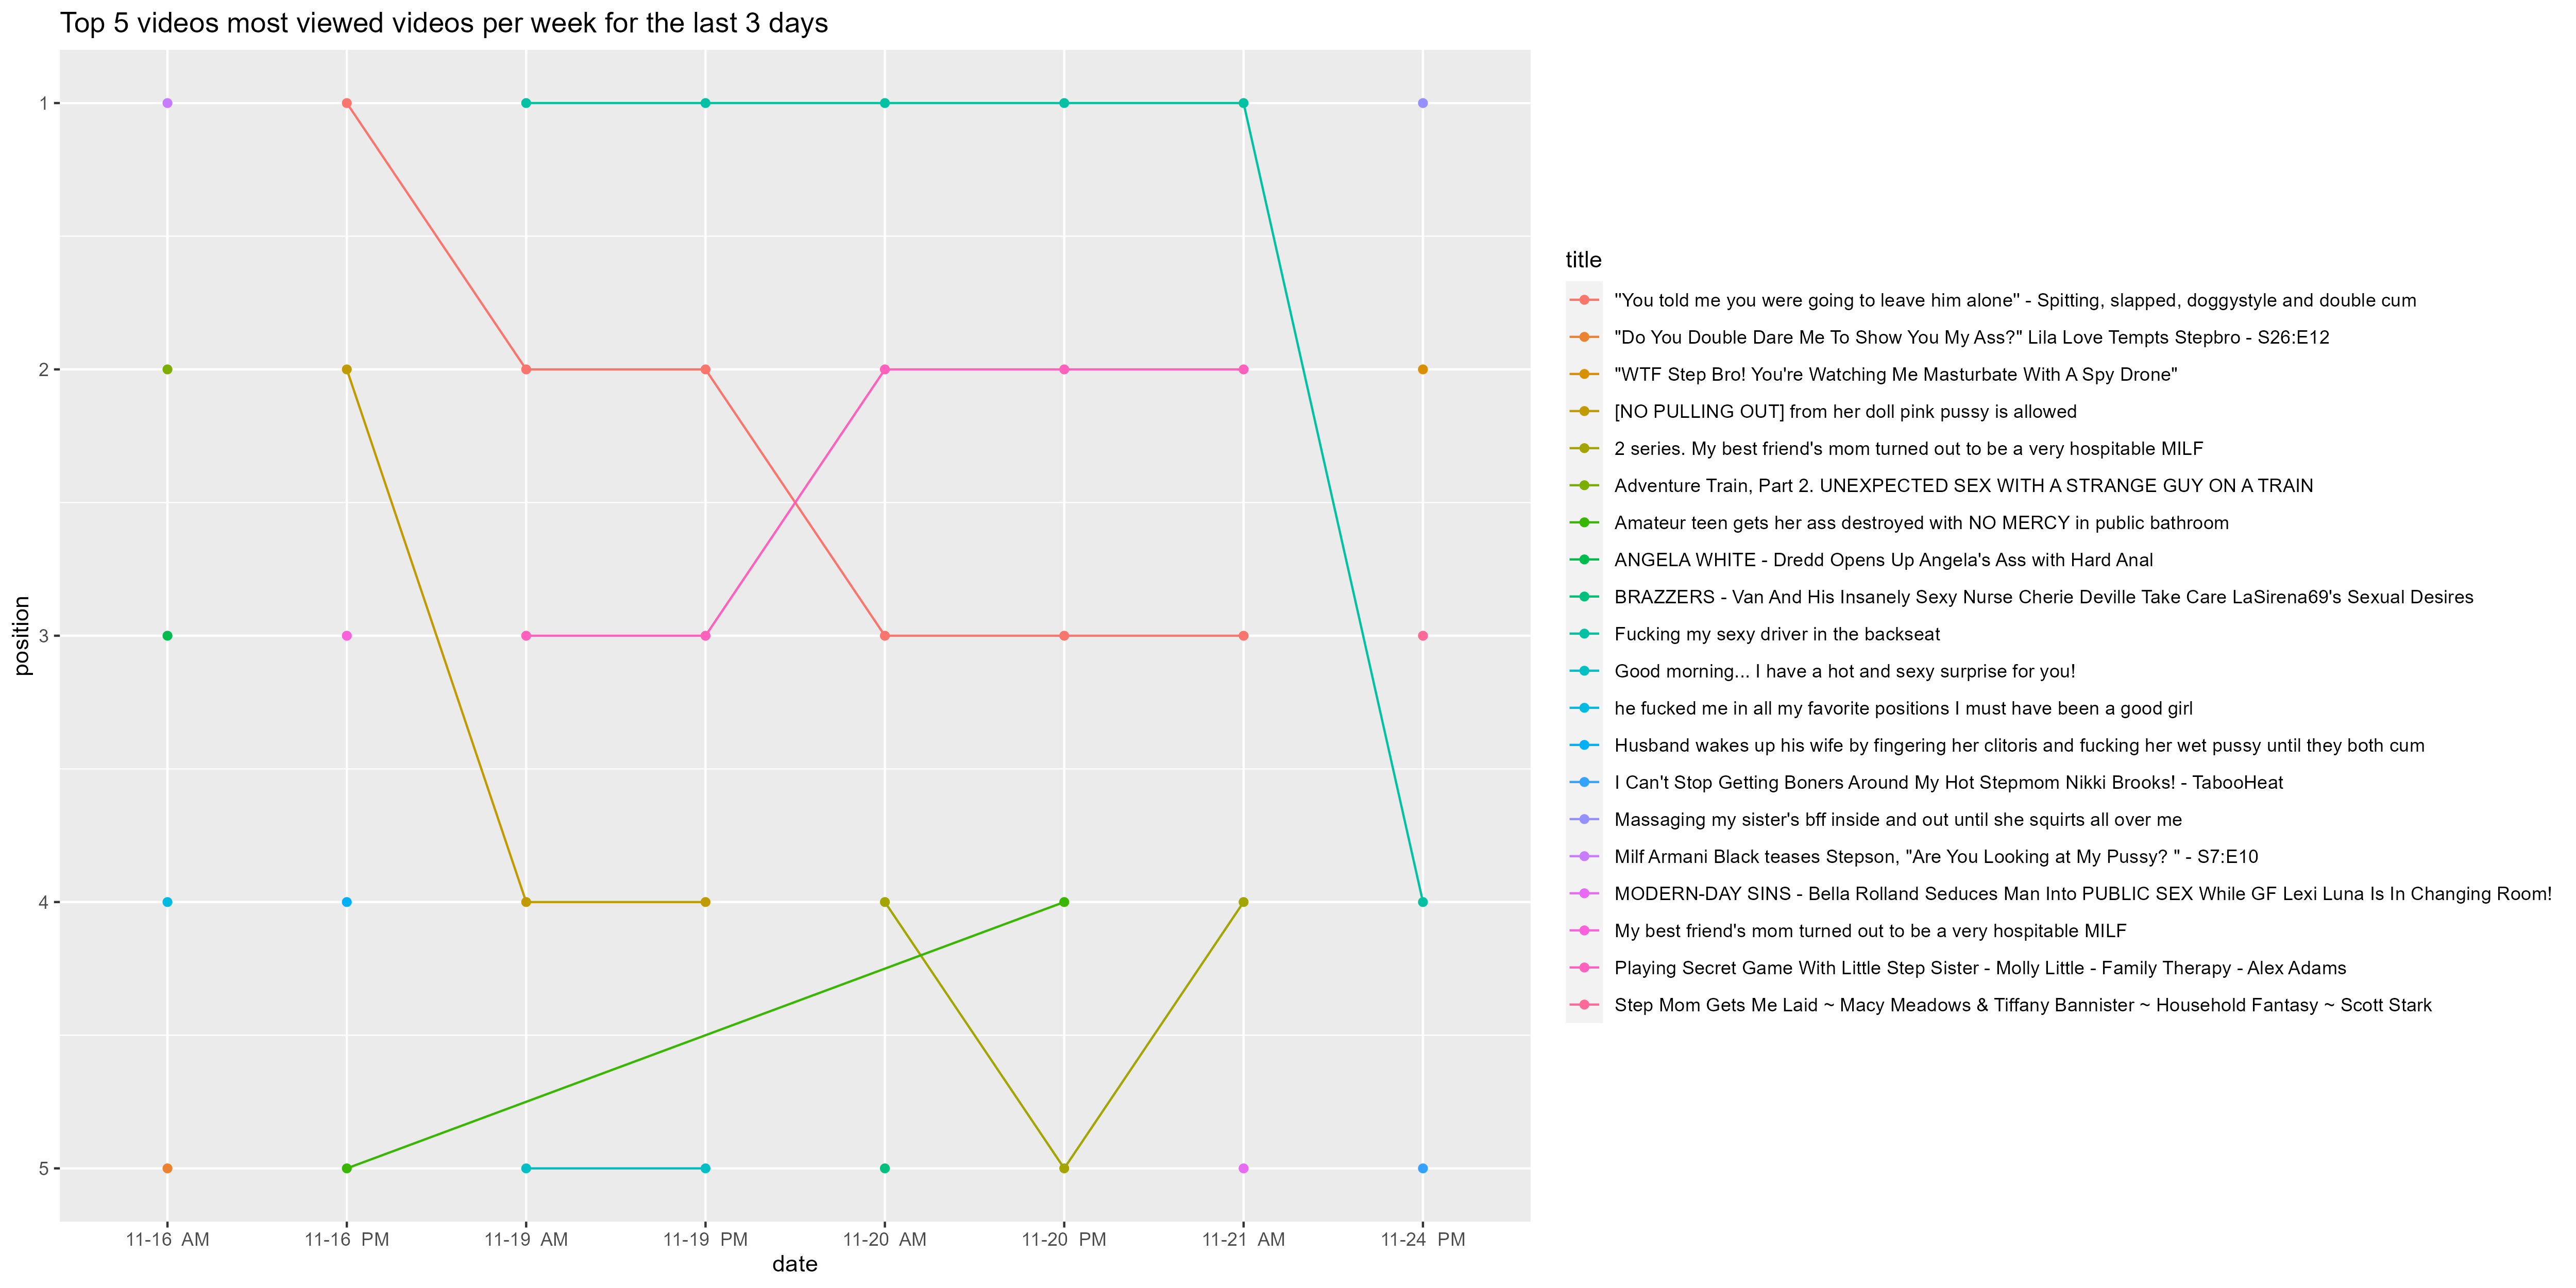 Top 5 videos most viewed videos per week for the last 3 days
position
1
2
3
4
5
11-16 AM
11-16 PM
11-19 AM
11-19 PM
11-20 AM
11-20 PM
11-21 AM
11-24 PM
date
title
"You told me you were going to leave him alone" - Spitting, slapped, doggystyle and double cum
"Do You Double Dare Me To Show You My Ass?" Lila Love Tempts Stepbro - S26:E12
"WTF Step Bro! You're Watching Me Masturbate With A Spy Drone"
[NO PULLING OUT] from her doll pink pussy is allowed
2 series. My best friend's mom turned out to be a very hospitable MILF
Adventure Train, Part 2. UNEXPECTED SEX WITH A STRANGE GUY ON A TRAIN
Amateur teen gets her ass destroyed with NO MERCY in public bathroom
ANGELA WHITE - Dredd Opens Up Angela's Ass with Hard Anal
BRAZZERS - Van And His Insanely Sexy Nurse Cherie Deville Take Care LaSirena69's Sexual Desires
Fucking my sexy driver in the backseat
Good morning... I have a hot and sexy surprise for you!
he fucked me in all my favorite positions I must have been a good girl
Husband wakes up his wife by fingering her clitoris and fucking her wet pussy until they both cum
I Can't Stop Getting Boners Around My Hot Stepmom Nikki Brooks! - TabooHeat
Massaging my sister's bff inside and out until she squirts all over me
Milf Armani Black teases Stepson, "Are You Looking at My Pussy? " - S7:E10
MODERN-DAY SINS - Bella Rolland Seduces Man Into PUBLIC SEX While GF Lexi Luna Is In Changing Room!
My best friend's mom turned out to be a very hospitable MILF
Playing Secret Game With Little Step Sister - Molly Little - Family Therapy - Alex Adams
Step Mom Gets Me Laid ~ Macy Meadows & Tiffany Bannister ~ Household Fantasy ~ Scott Stark